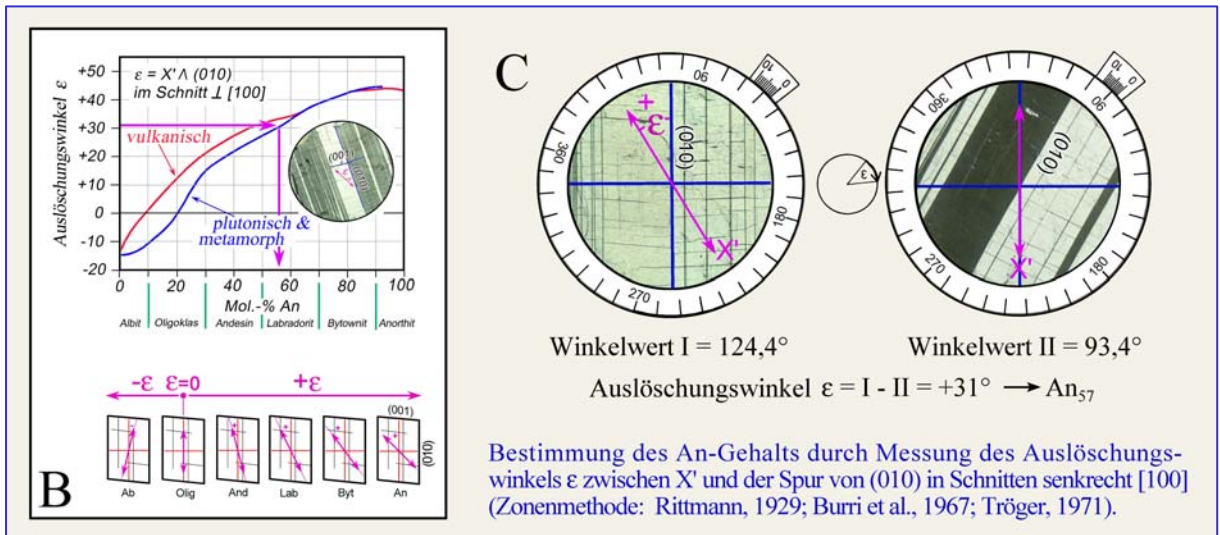 B
Auslöschungswinkel ε
+50
+40
+30
+20
+10
0
-10
-20
ε = X' Λ (010)
im Schnitt ⊥ [100]
vulkanisch
plutonisch &
metamorph
(001)
(010)
ε
0 20 40 60 80 100
Mol.-% An
Albit Oligoklas Andesin Labradorit Bytownit Anorthit
-ε ε=0 +ε
- + + + +
(001)
(010)
Ab Olig And Lab Byt An
C
0
10
90
360
180
270
+ε
(010)
X'
ε
0
10
90
360
180
270
(010)
X'
Winkelwert I = 124,4°
Winkelwert II = 93,4°
Auslöschungswinkel ε = I - II = +31° → An57
Bestimmung des An-Gehalts durch Messung des Auslöschungs-
winkels ε zwischen X' und der Spur von (010) in Schnitten senkrecht [100]
(Zonenmethode: Rittmann, 1929; Burri et al., 1967; Tröger, 1971).